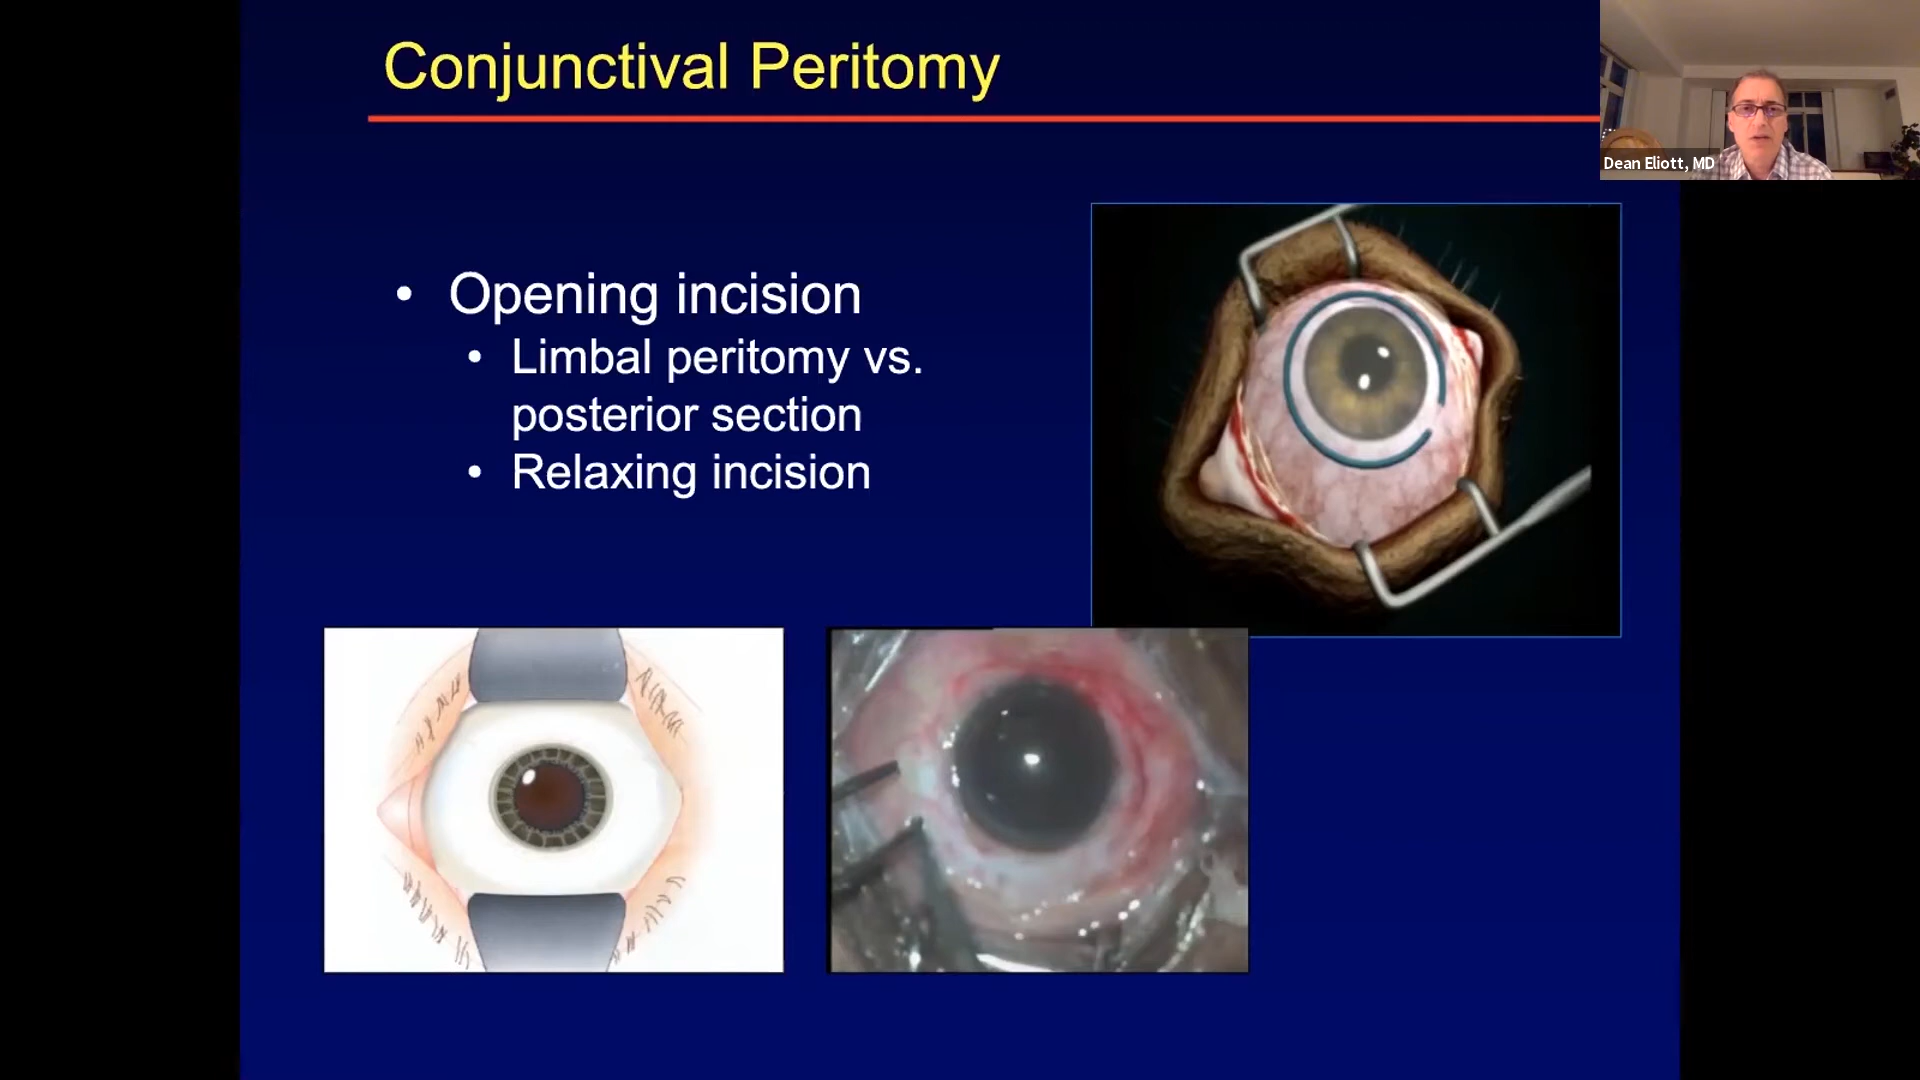 Conjunctival Peritomy
Dean Eliott, MD
• Opening incision
• Limbal peritomy vs.
posterior section
• Relaxing incision